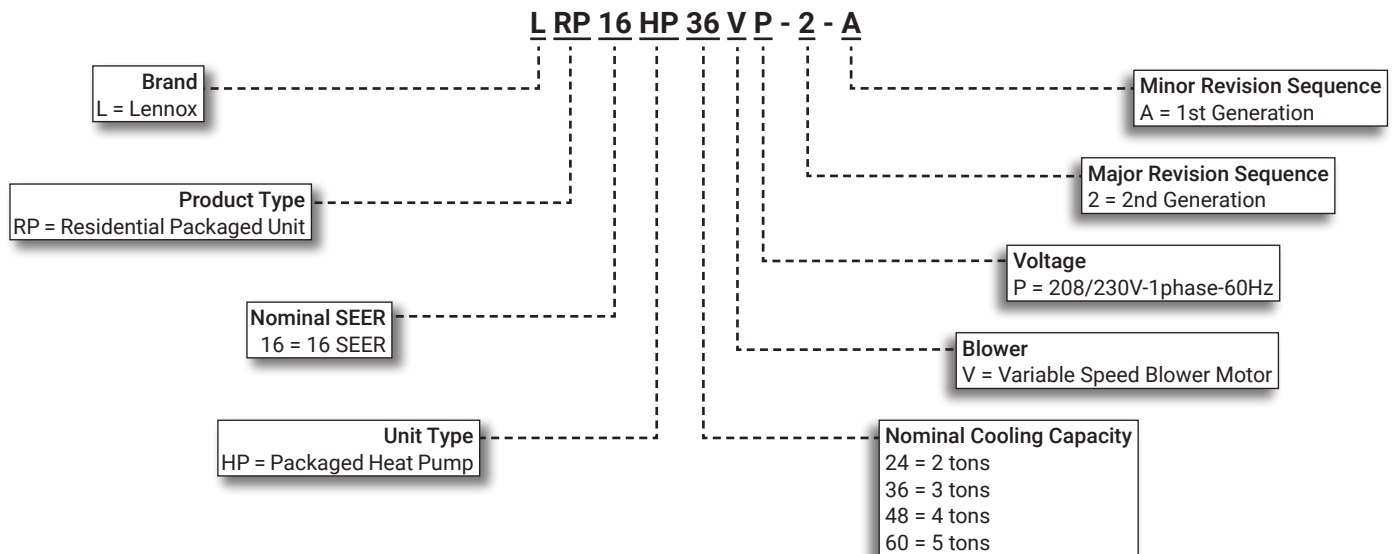 L RP 16 HP 36 V P - 2 - A
Brand
L = Lennox
Product Type
RP = Residential Packaged Unit
Nominal SEER
16 = 16 SEER
Unit Type
HP = Packaged Heat Pump
Minor Revision Sequence
A = 1st Generation
Major Revision Sequence
2 = 2nd Generation
Voltage
P = 208/230V-1phase-60Hz
Blower
V = Variable Speed Blower Motor
Nominal Cooling Capacity
24 = 2 tons
36 = 3 tons
48 = 4 tons
60 = 5 tons